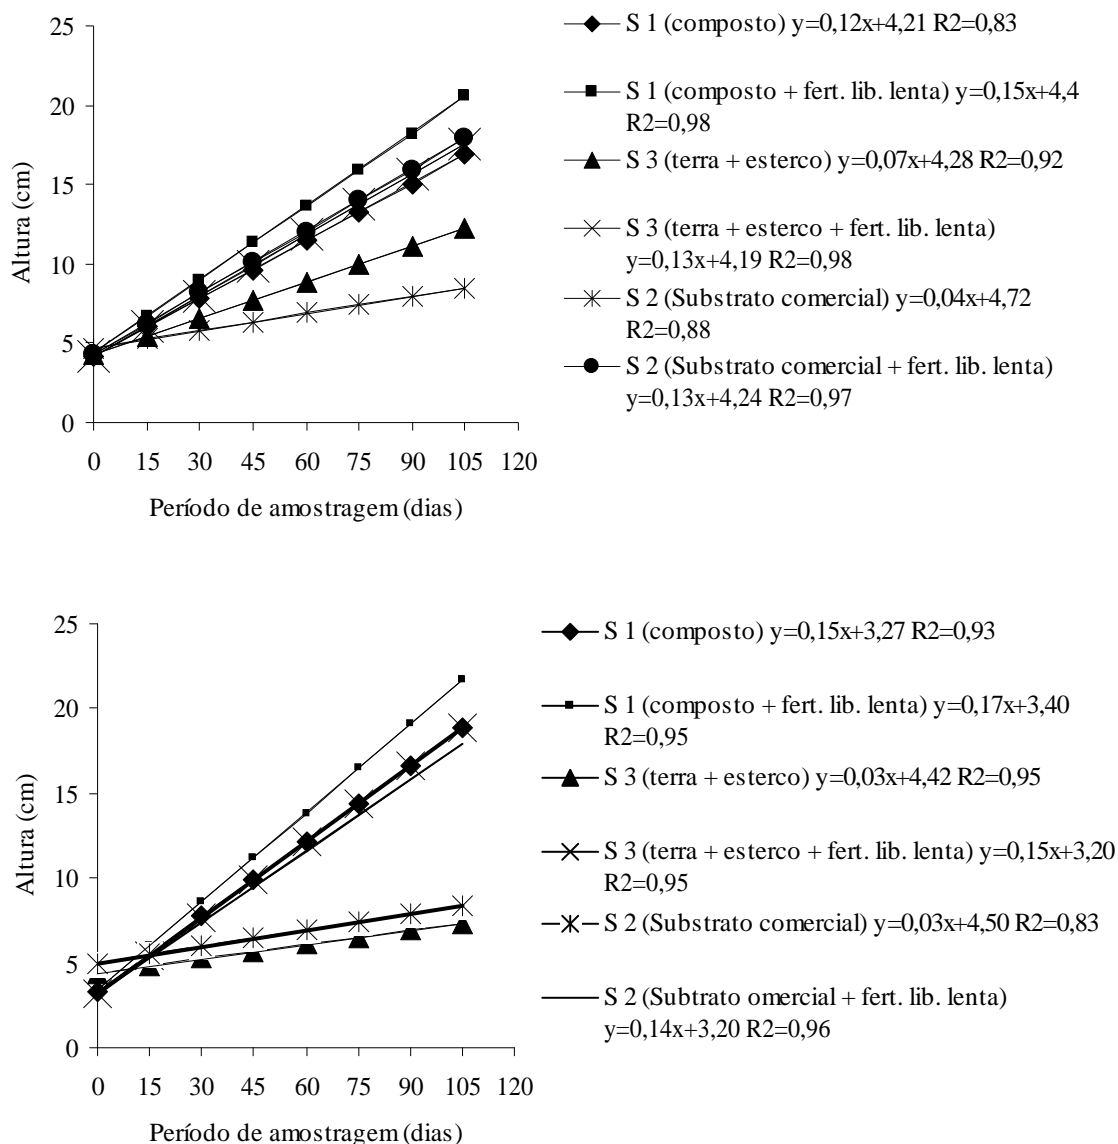 25
20
15
10
5
0
Altura (cm)
0 15 30 45 60 75 90 105 120
Período de amostragem (dias)
S 1 (composto) y=0,12x+4,21 R2=0,83
S 1 (composto + fert. lib. lenta) y=0,15x+4,4
R2=0,98
S 3 (terra + esterco) y=0,07x+4,28 R2=0,92
S 3 (terra + esterco + fert. lib. lenta)
y=0,13x+4,19 R2=0,98
S 2 (Substrato comercial) y=0,04x+4,72
R2=0,88
S 2 (Substrato comercial + fert. lib. lenta)
y=0,13x+4,24 R2=0,97
25
20
15
10
5
0
Altura (cm)
0 15 30 45 60 75 90 105 120
Período de amostragem (dias)
S 1 (composto) y=0,15x+3,27 R2=0,93
S 1 (composto + fert. lib. lenta) y=0,17x+3,40
R2=0,95
S 3 (terra + esterco) y=0,03x+4,42 R2=0,95
S 3 (terra + esterco + fert. lib. lenta) y=0,15x+3,20
R2=0,95
S 2 (Substrato comercial) y=0,03x+4,50 R2=0,83
S 2 (Subtrato omercial + fert. lib. lenta)
y=0,14x+3,20 R2=0,96